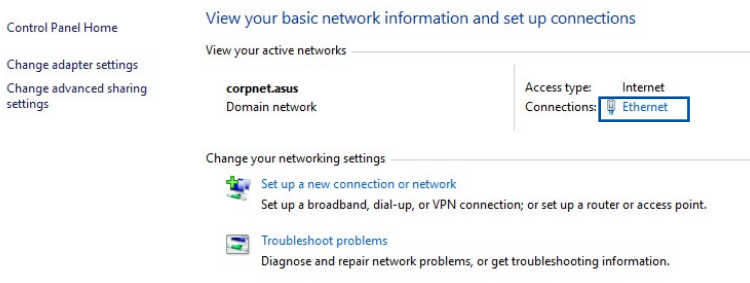 Control Panel Home
Change adapter settings
Change advanced sharing
settings
View your basic network information and set up connections
View your active networks
corpnet.asus
Domain network
Access type: Internet
Connections: Ethernet
Change your networking settings
Set up a new connection or network
Set up a broadband, dial-up, or VPN connection; or set up a router or access point.
Troubleshoot problems
Diagnose and repair network problems, or get troubleshooting information.